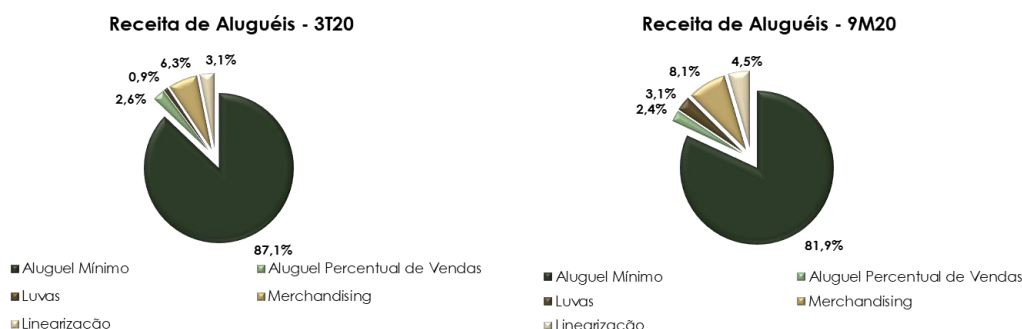 Receita de Aluguéis - 3T20
3,1%
6,3%
0,9%
2,6%
87,1%
Aluguel Mínimo
Aluguel Percentual de Vendas
Luvas
Merchandising
Linearização
Receita de Aluguéis - 9M20
4,5%
8,1%
3,1%
2,4%
81,9%
Aluguel Mínimo
Aluguel Percentual de Vendas
Luvas
Merchandising
Linearização